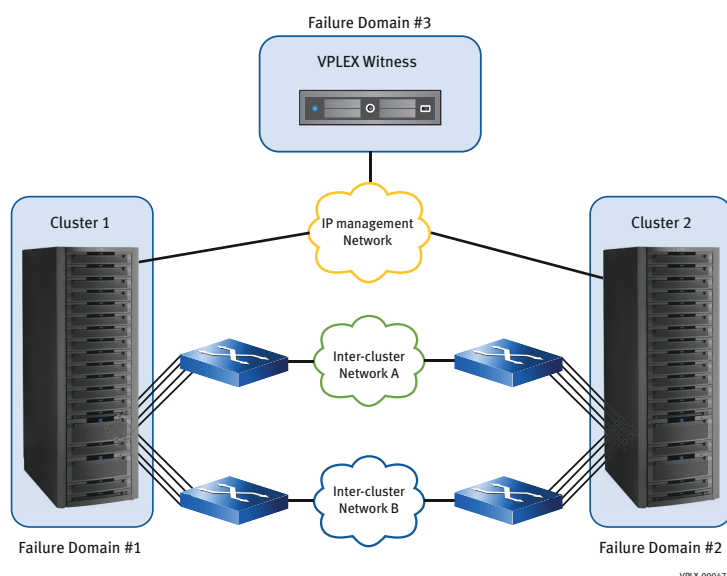 Failure Domain #3
VPLEX Witness
Cluster 1
IP management
Network
Cluster 2
Inter-cluster
Network A
Inter-cluster
Network B
Failure Domain #1
Failure Domain #2